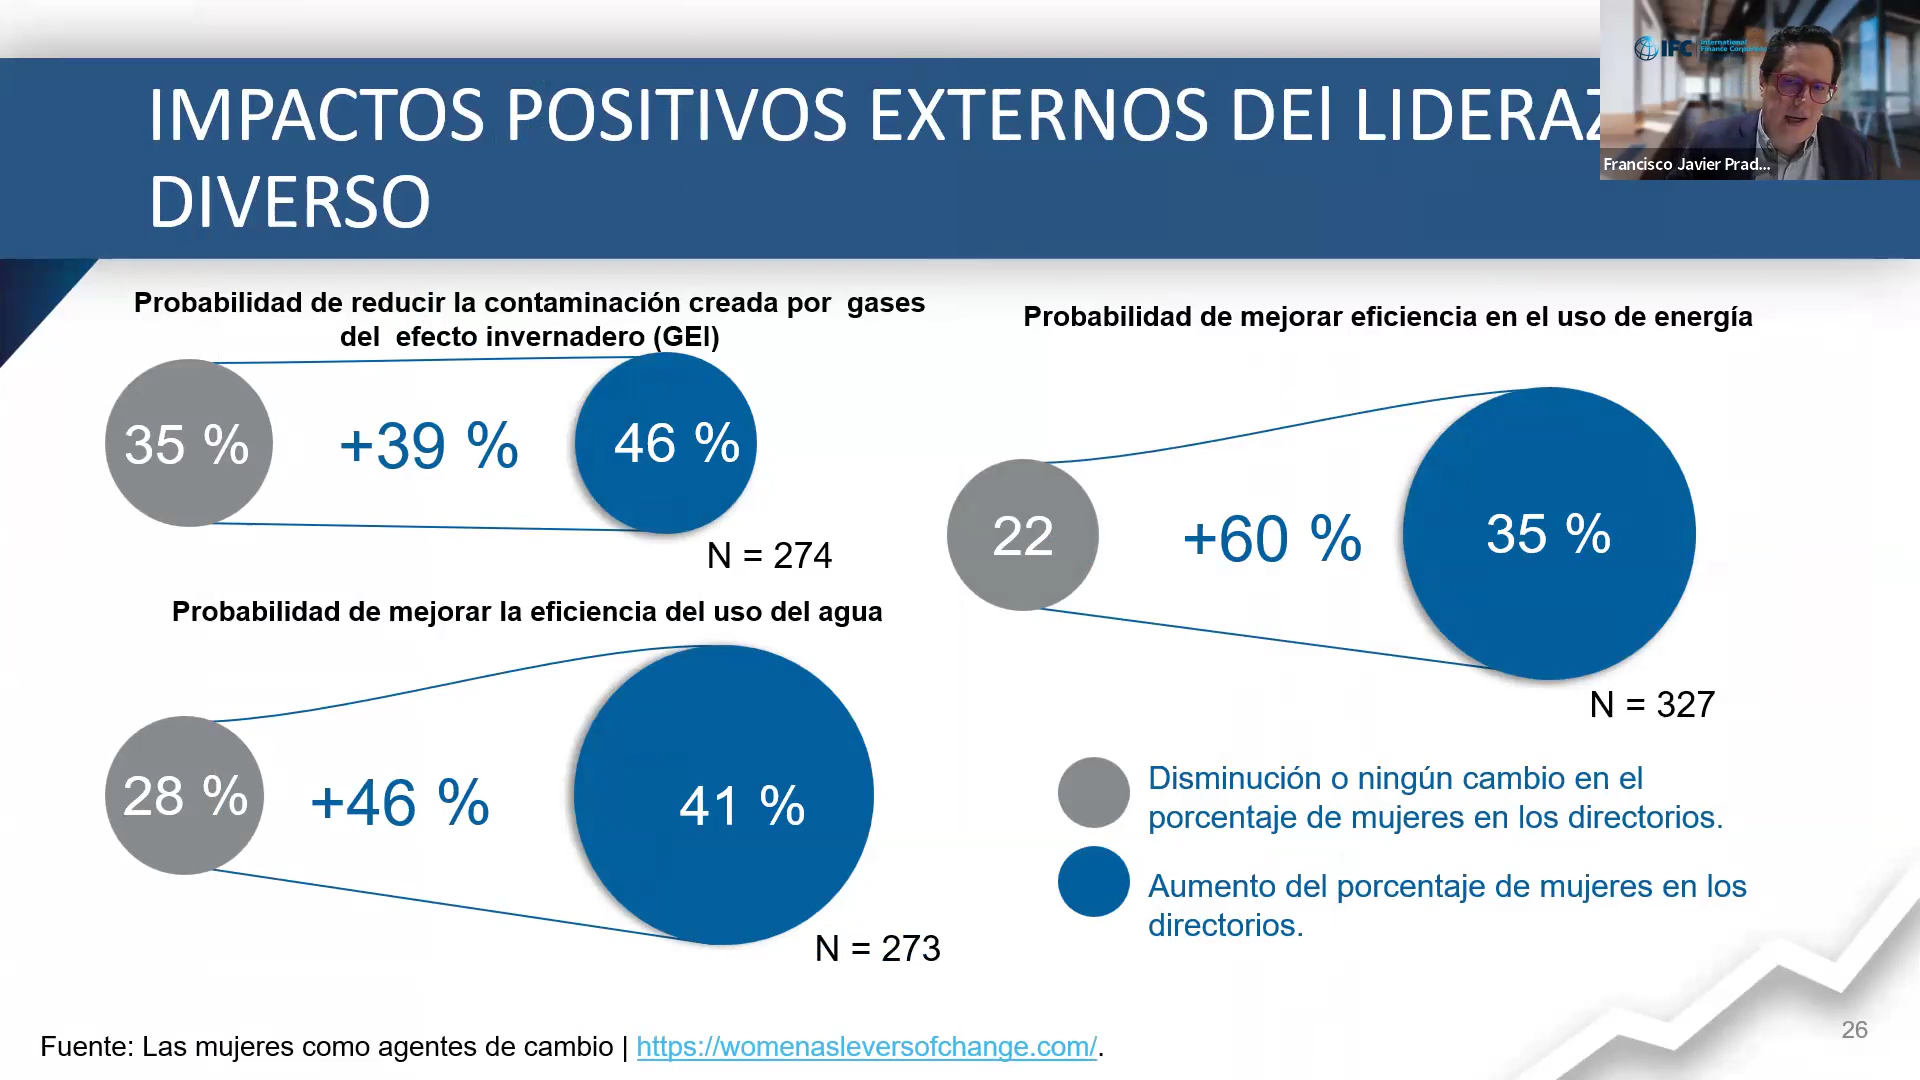 IMPACTOS POSITIVOS EXTERNOS DEl LIDERAZ
DIVERSO
IFC International
Finance Corporation
Francisco Javier Prad...
Probabilidad de reducir la contaminación creada por gases
del efecto invernadero (GEI)
35 %
+39 %
46 %
N = 274
Probabilidad de mejorar la eficiencia del uso del agua
28 %
+46 %
41 %
N = 273
Probabilidad de mejorar eficiencia en el uso de energía
22
+60 %
35 %
N = 327
Disminución o ningún cambio en el
porcentaje de mujeres en los directorios.
Aumento del porcentaje de mujeres en los
directorios.
Fuente: Las mujeres como agentes de cambio | https://womenasleversofchange.com/.
26